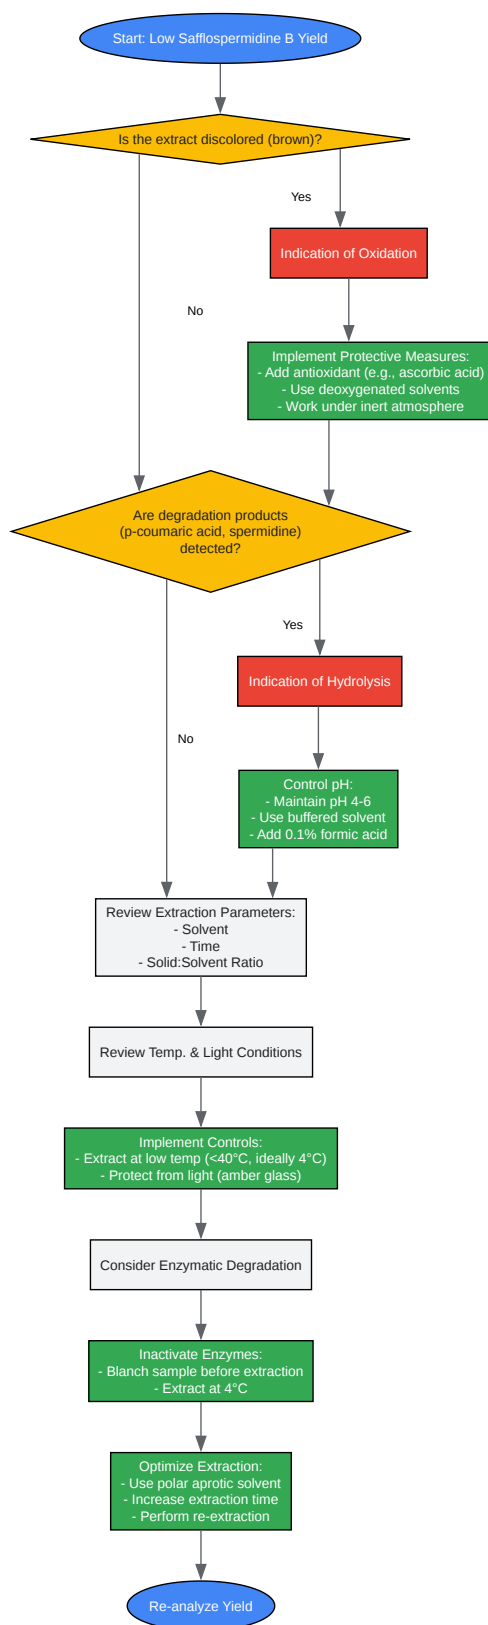 Start: Low Safflospermidine B Yield
Is the extract discolored (brown)?
Yes
Indication of Oxidation
No
Implement Protective Measures:
- Add antioxidant (e.g., ascorbic acid)
- Use deoxygenated solvents
- Work under inert atmosphere
Are degradation products
(p-coumaric acid, spermidine)
detected?
Yes
Indication of Hydrolysis
No
Control pH:
- Maintain pH 4-6
- Use buffered solvent
- Add 0.1% formic acid
Review Extraction Parameters:
- Solvent
- Time
- Solid:Solvent Ratio
Review Temp. & Light Conditions
Implement Controls:
- Extract at low temp (<40°C, ideally 4°C)
- Protect from light (amber glass)
Consider Enzymatic Degradation
Inactivate Enzymes:
- Blanch sample before extraction
- Extract at 4°C
Optimize Extraction:
- Use polar aprotic solvent
- Increase extraction time
- Perform re-extraction
Re-analyze Yield